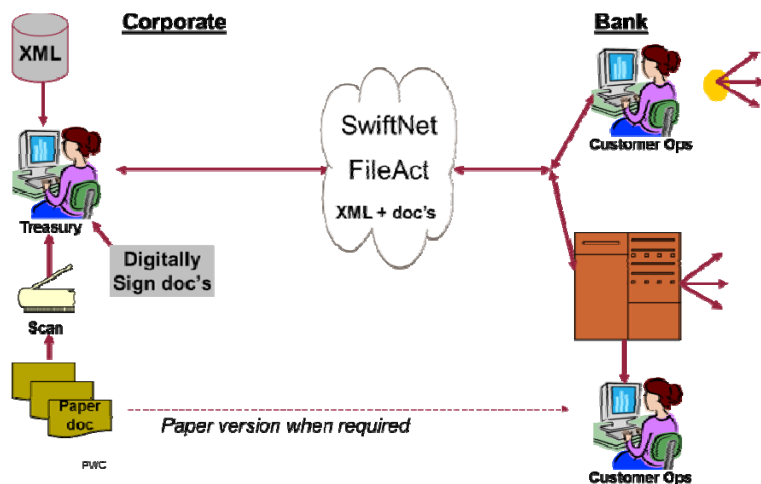 Corporate
Bank
XML
SwiftNet
FileAct
XML + doc's
Customer Ops
Treasury
Digitally
Sign doc's
Scan
Paper
doc
Paper version when required
PWC
Customer Ops